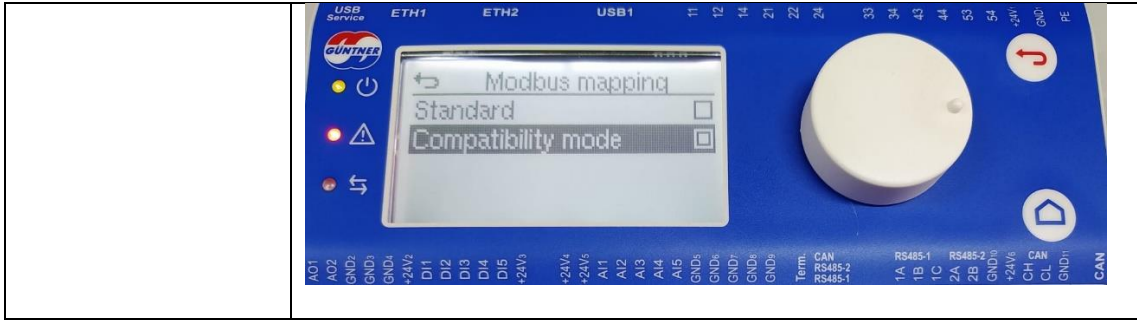 USB Service ETH1 ETH2 USB1 11 12 14 21 22 24 33 34 43 44 53 54 +24V1 GND1 PE
GÜNTNER
Modbus mapping
Standard
Compatibility mode
AO1 AO2 GND2 GND3 GND4 +24V2 DI1 DI2 DI3 DI4 DI5 +24V3 +24V4 +24V5 AI1 AI2 AI3 AI4 AI5 GND5 GND6 GND7 GND8 GND9 Term. CAN RS485-2 RS485-1 RS485-1 1A 1B 1C RS485-2 2A 2B GND10 +24V6 CAN CH CL GND11 CAN